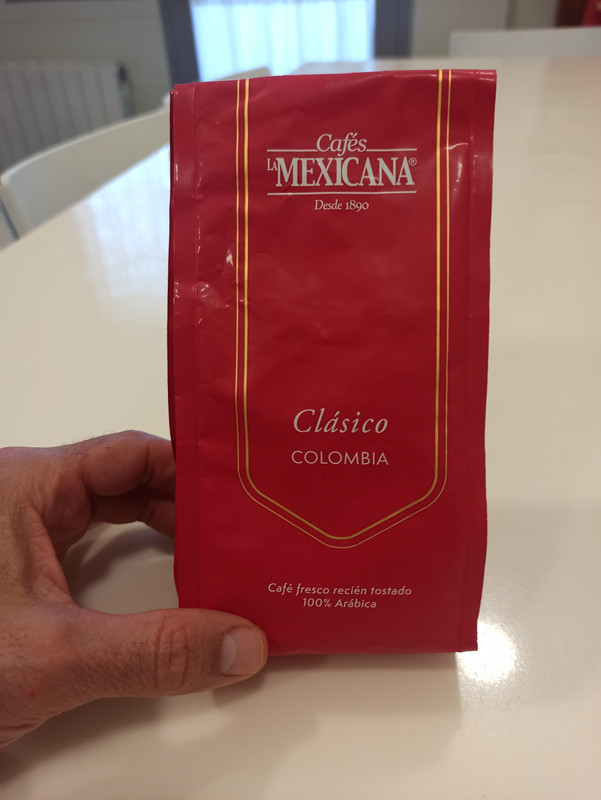 Cafés
LA MEXICANA®
Desde 1890
Clásico
COLOMBIA
Café fresco recién tostado
100% Arábica